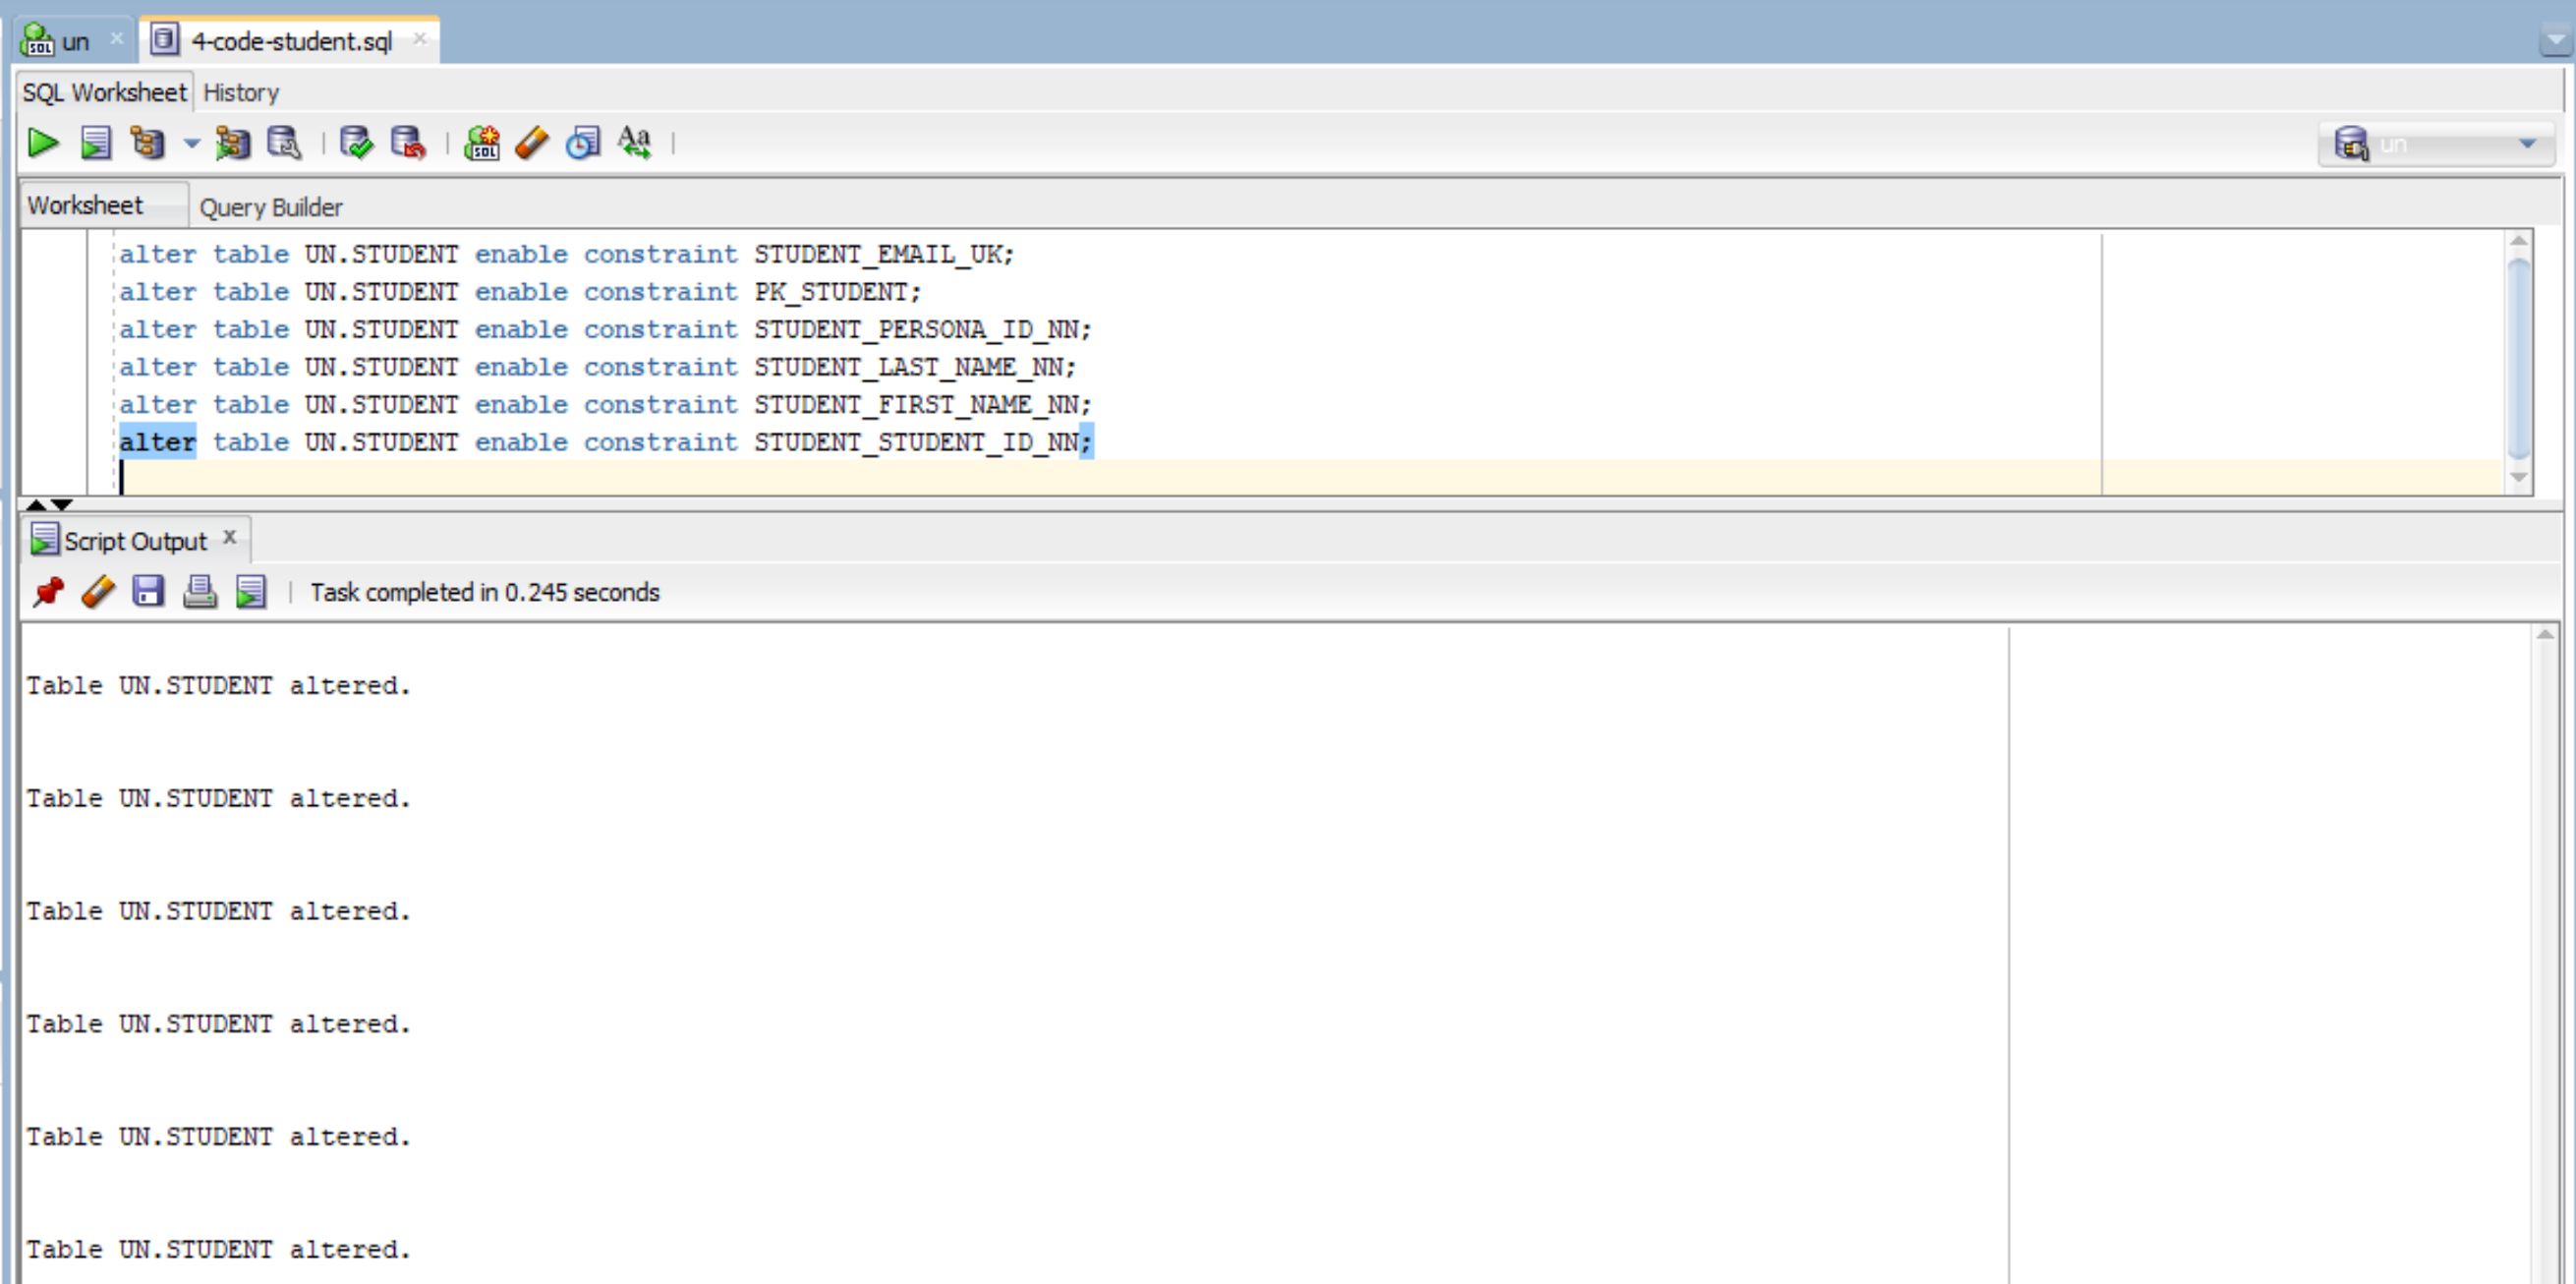 un
4-code-student.sql
SQL Worksheet History
un
Worksheet Query Builder
alter table UN.STUDENT enable constraint STUDENT_EMAIL_UK;
alter table UN.STUDENT enable constraint PK_STUDENT;
alter table UN.STUDENT enable constraint STUDENT_PERSONA_ID_NN;
alter table UN.STUDENT enable constraint STUDENT_LAST_NAME_NN;
alter table UN.STUDENT enable constraint STUDENT_FIRST_NAME_NN;
alter table UN.STUDENT enable constraint STUDENT_STUDENT_ID_NN;
Script Output
Task completed in 0.245 seconds
Table UN.STUDENT altered.
Table UN.STUDENT altered.
Table UN.STUDENT altered.
Table UN.STUDENT altered.
Table UN.STUDENT altered.
Table UN.STUDENT altered.